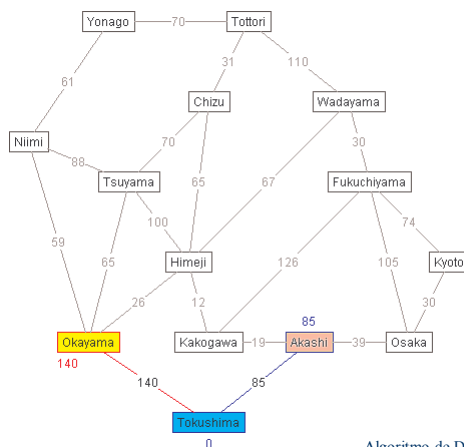 Yonago 70 Tottori
31 110
61 Chizu Wadayama
70 30
Niimi 88 Tsuyama Fukuchiyama
65 67 74
100
59 65 Himeji 126 105 Kyoto
26 12 30
85
Okayama Kakogawa 19 Akashi 39 Osaka
140
140 85
Tokushima
0 Algoritmo de D